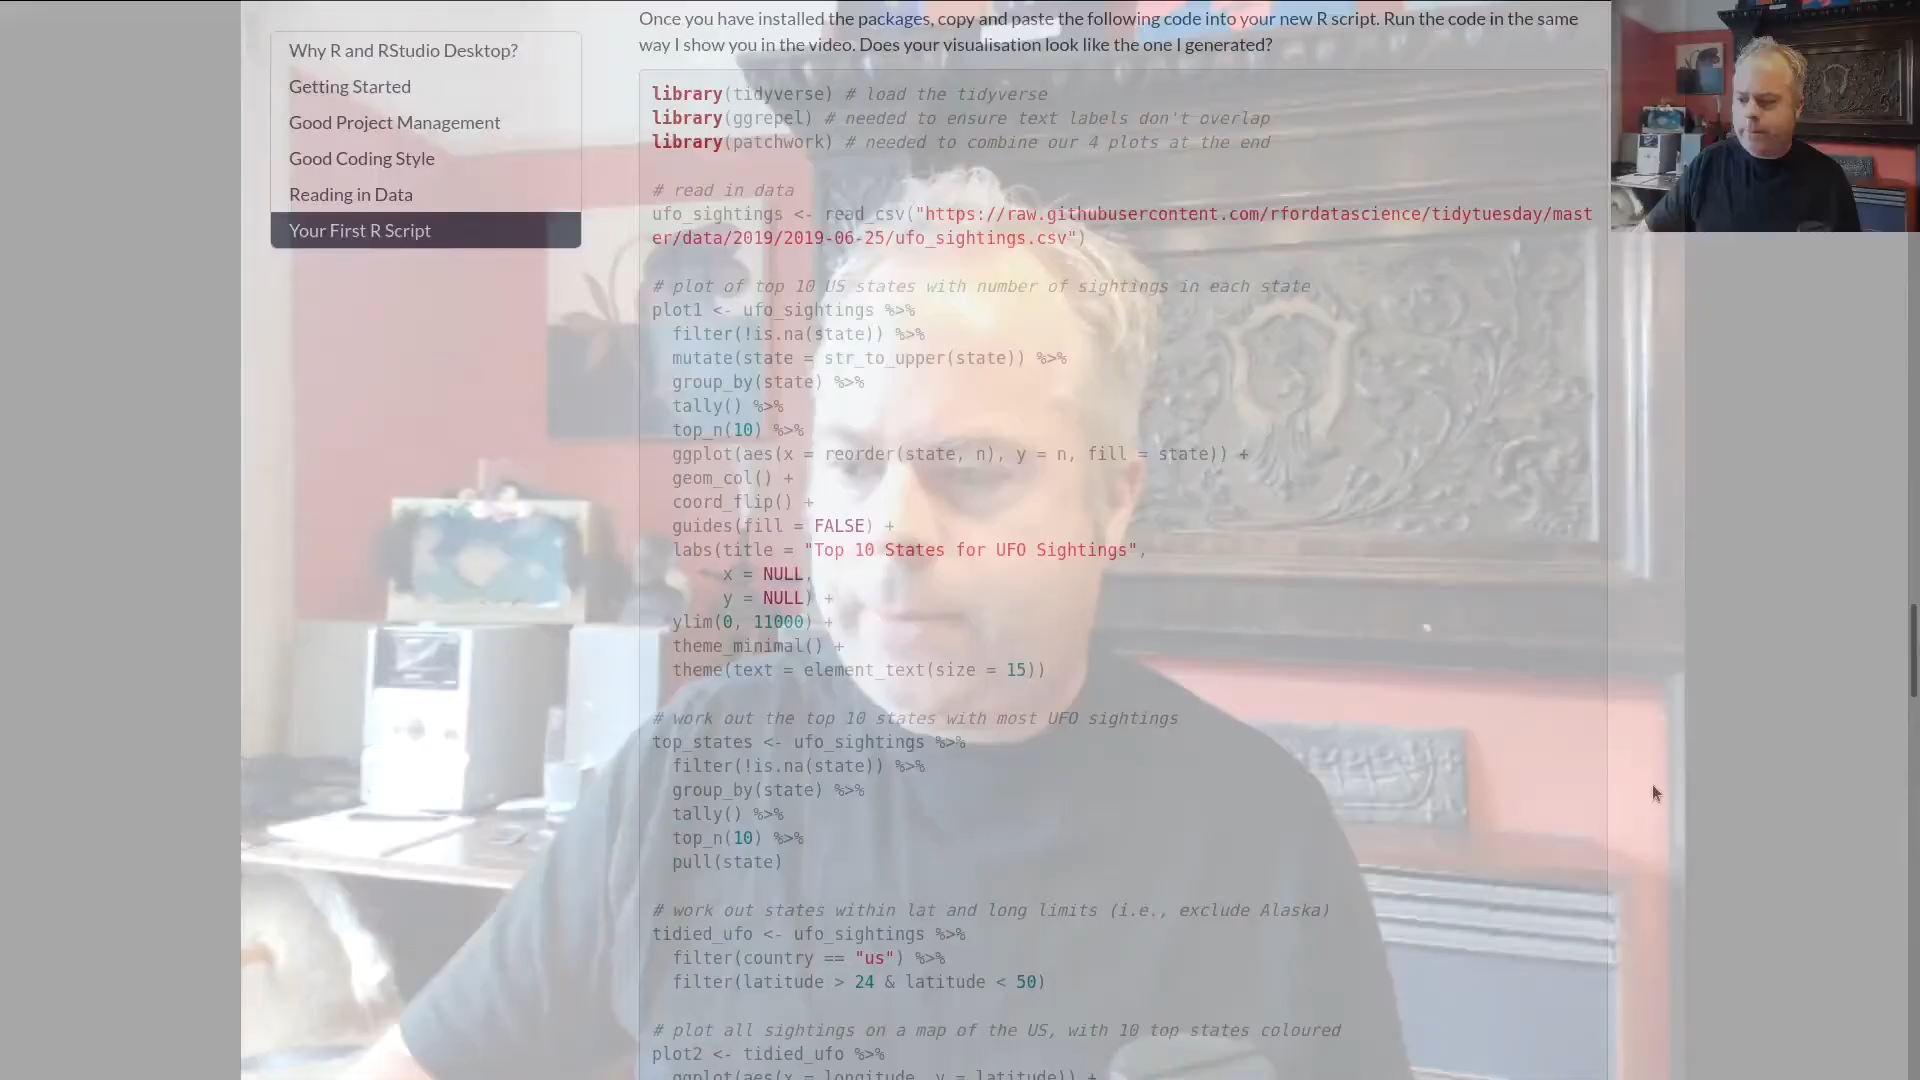 Once you have installed the packages, copy and paste the following code into your new R script. Run the code in the same
way I show you in the video. Does your visualisation look like the one I generated?
Why R and RStudio Desktop?
Getting Started
Good Project Management
Good Coding Style
Reading in Data
Your First R Script
library(tidyverse) # load the tidyverse
library(ggrepel) # needed to ensure text labels don't overlap
library(patchwork) # needed to combine our 4 plots at the end
# read in data
ufo_sightings <- read_csv("https://raw.githubusercontent.com/rfordatascience/tidytuesday/mast
er/data/2019/2019-06-25/ufo_sightings.csv")
# plot of top 10 US states with number of sightings in each state
plot1 <- ufo_sightings %>%
filter(!is.na(state)) %>%
mutate(state = str_to_upper(state)) %>%
group_by(state) %>%
tally() %>%
top_n(10) %>%
ggplot(aes(x = reorder(state, n), y = n, fill = state)) +
geom_col() +
coord_flip() +
guides(fill = FALSE) +
labs(title = "Top 10 States for UFO Sightings",
x = NULL,
y = NULL) +
ylim(0, 11000) +
theme_minimal() +
theme(text = element_text(size = 15))
# work out the top 10 states with most UFO sightings
top_states <- ufo_sightings %>%
filter(!is.na(state)) %>%
group_by(state) %>%
tally() %>%
top_n(10) %>%
pull(state)
# work out states within lat and long limits (i.e., exclude Alaska)
tidied_ufo <- ufo_sightings %>%
filter(country == "us") %>%
filter(latitude > 24 & latitude < 50)
# plot all sightings on a map of the US, with 10 top states coloured
plot2 <- tidied_ufo %>%
ggplot(aes(x = longitude, y = latitude)) +